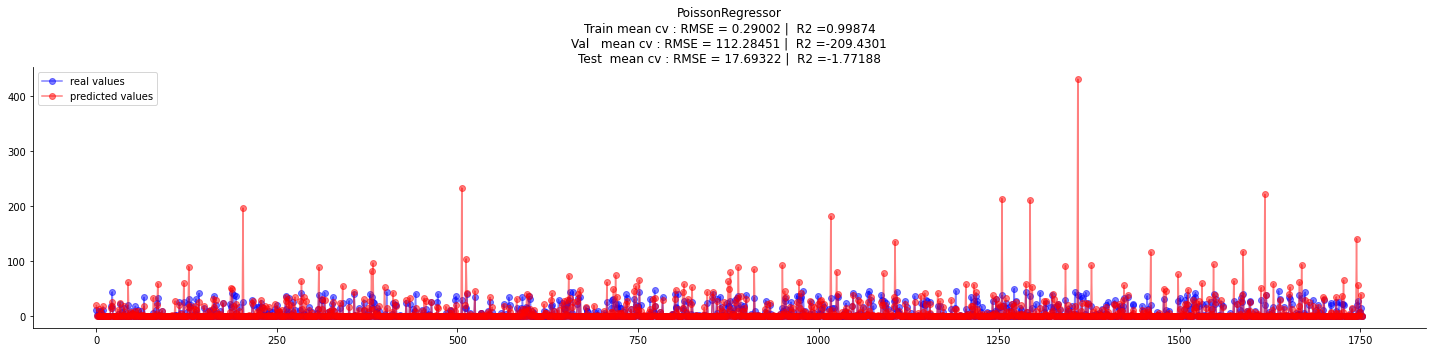 PoissonRegressor
Train mean cv : RMSE = 0.29002 | R2 =0.99874
Val mean cv : RMSE = 112.28451 | R2 =-209.4301
Test mean cv : RMSE = 17.69322 | R2 =-1.77188
real values
predicted values
400
300
200
100
0
0 250 500 750 1000 1250 1500 1750